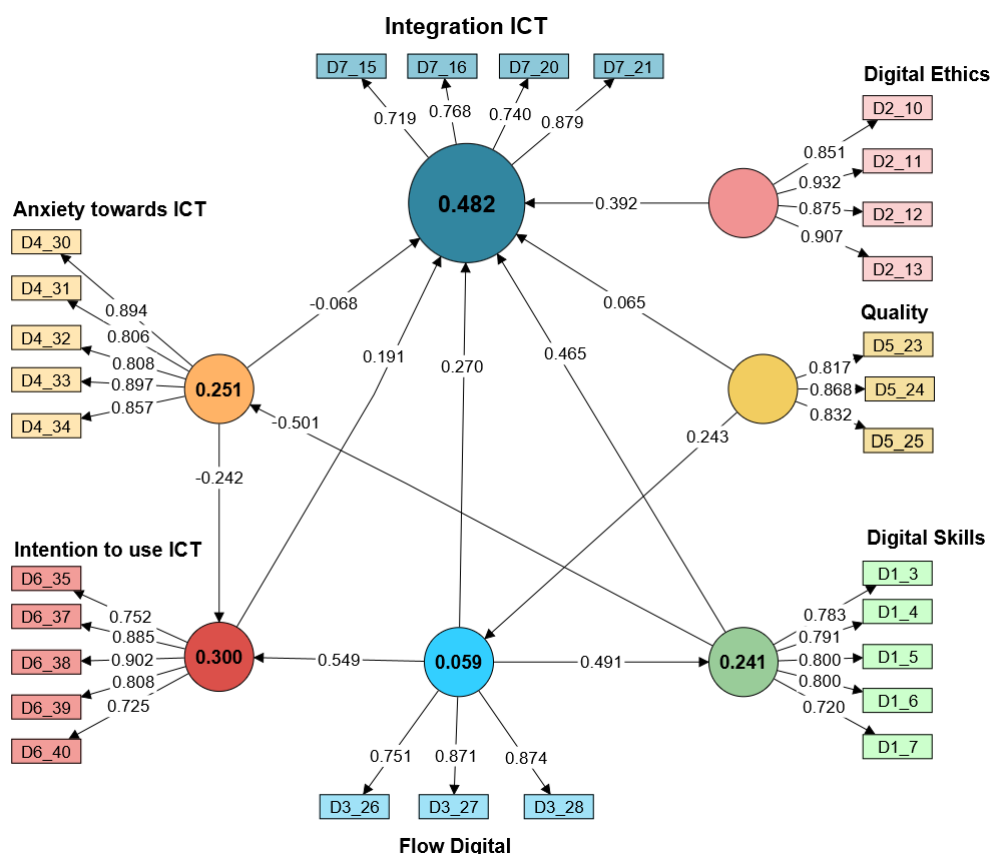 Integration ICT
D7_15
D7_16
D7_20
D7_21
0.719
0.768
0.740
0.879
0.482
Digital Ethics
D2_10
D2_11
D2_12
D2_13
0.851
0.932
0.875
0.907
0.392
Anxiety towards ICT
D4_30
D4_31
D4_32
D4_33
D4_34
0.894
0.806
0.808
0.897
0.857
0.251
-0.068
0.191
0.270
0.465
0.065
Quality
D5_23
D5_24
D5_25
0.817
0.868
0.832
-0.501
0.243
-0.242
Intention to use ICT
D6_35
D6_37
D6_38
D6_39
D6_40
0.752
0.885
0.902
0.808
0.725
0.300
0.549
0.059
0.491
0.241
Digital Skills
D1_3
D1_4
D1_5
D1_6
D1_7
0.783
0.791
0.800
0.800
0.720
0.751
0.871
0.874
D3_26
D3_27
D3_28
Flow Digital